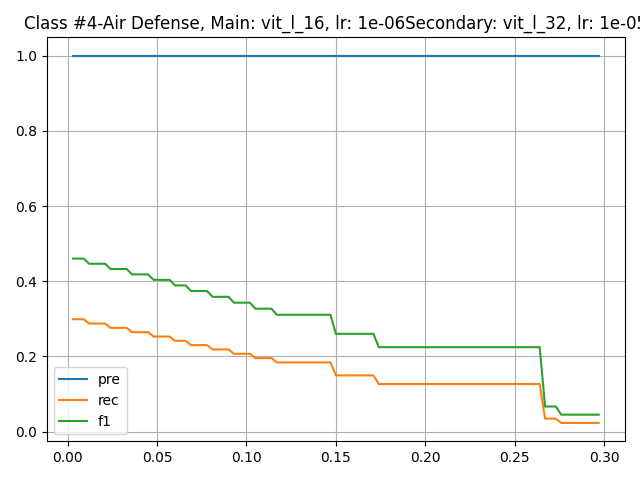 Class #4-Air Defense, Main: vit_l_16, lr: 1e-06Secondary: vit_l_32, lr: 1e-05
1.0
0.8
0.6
0.4
0.2
0.0
pre
rec
f1
0.00 0.05 0.10 0.15 0.20 0.25 0.30